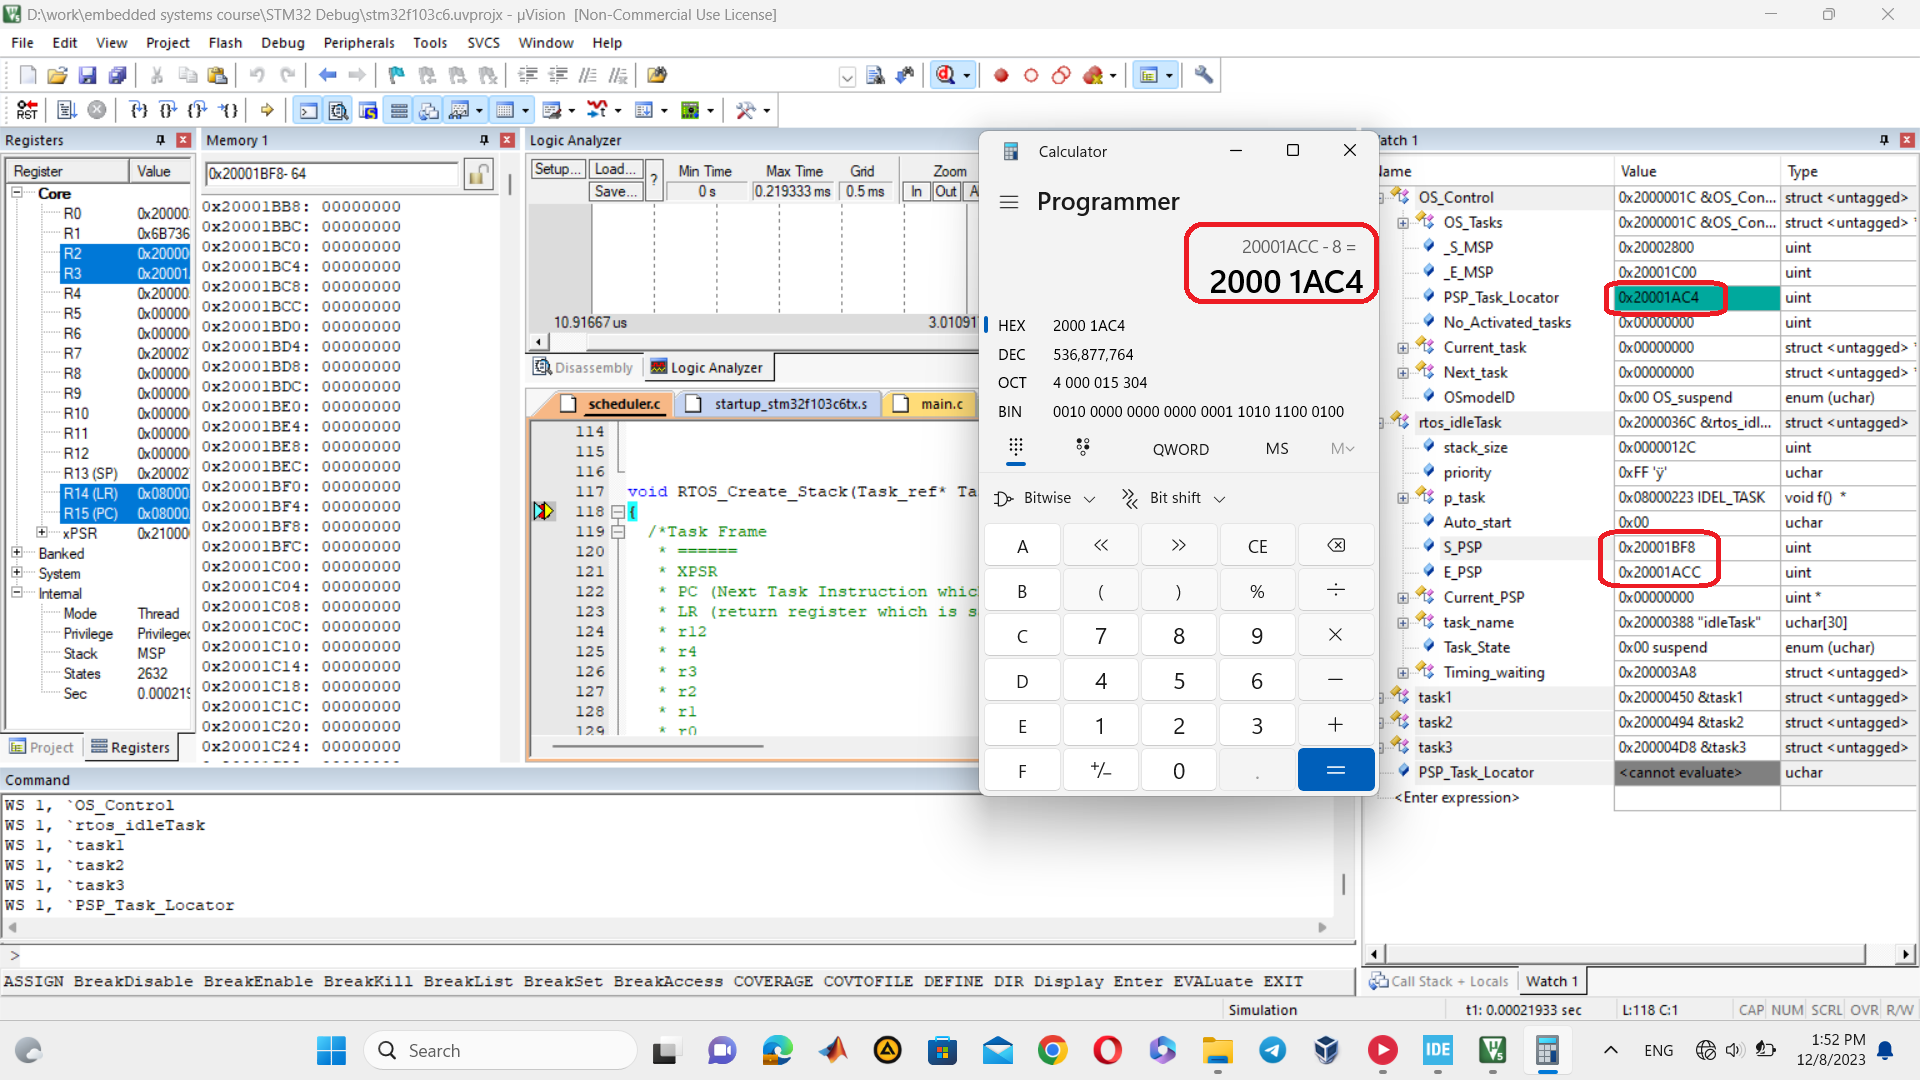 D:\work\embedded systems course\STM32 Debug\stm32f103c6.uvprojx - µVision [Non-Commercial Use License]
File Edit View Project Flash Debug Peripherals Tools SVCS Window Help
RST
Registers
Register Value
Core
R0 0x20000
R1 0x6B736
R2 0x20000
R3 0x20001
R4 0x20000
R5 0x00000
R6 0x00000
R7 0x20002
R8 0x00000
R9 0x00000
R10 0x00000
R11 0x00000
R12 0x00000
R13 (SP) 0x20002
R14 (LR) 0x08000
R15 (PC) 0x08000
xPSR 0x21000
Banked
System
Internal
Mode Thread
Privilege Privileged
Stack MSP
States 2632
Sec 0.00021
Project Registers
Memory 1
0x20001BF8- 64
0x20001BB8: 00000000
0x20001BBC: 00000000
0x20001BC0: 00000000
0x20001BC4: 00000000
0x20001BC8: 00000000
0x20001BCC: 00000000
0x20001BD0: 00000000
0x20001BD4: 00000000
0x20001BD8: 00000000
0x20001BDC: 00000000
0x20001BE0: 00000000
0x20001BE4: 00000000
0x20001BE8: 00000000
0x20001BEC: 00000000
0x20001BF0: 00000000
0x20001BF4: 00000000
0x20001BF8: 00000000
0x20001BFC: 00000000
0x20001C00: 00000000
0x20001C04: 00000000
0x20001C08: 00000000
0x20001C0C: 00000000
0x20001C10: 00000000
0x20001C14: 00000000
0x20001C18: 00000000
0x20001C1C: 00000000
0x20001C20: 00000000
0x20001C24: 00000000
Logic Analyzer
Setup... Load... ? Min Time Max Time Grid Zoom
Save... 0 s 0.219333 ms 0.5 ms In Out A
10.91667 us 3.01091
Disassembly Logic Analyzer
scheduler.c startup_stm32f103c6tx.s main.c
114
115
116
117 void RTOS_Create_Stack(Task_ref* Ta
118 {
119 /*Task Frame
120 * ======
121 * XPSR
122 * PC (Next Task Instruction whic
123 * LR (return register which is s
124 * r12
125 * r4
126 * r3
127 * r2
128 * r1
129 * r0
Calculator
Programmer
20001ACC - 8 =
2000 1AC4
HEX 2000 1AC4
DEC 536,877,764
OCT 4 000 015 304
BIN 0010 0000 0000 0000 0001 1010 1100 0100
QWORD MS M
Bitwise Bit shift
A « » CE
B ( ) % ÷
C 7 8 9 ×
D 4 5 6 −
E 1 2 3 +
F +/− 0 . =
atch 1
ame Value Type
OS_Control 0x2000001C &OS_Con... struct <untagged>
OS_Tasks 0x2000001C &OS_Con... struct <untagged> *
_S_MSP 0x20002800 uint
_E_MSP 0x20001C00 uint
PSP_Task_Locator 0x20001AC4 uint
No_Activated_tasks 0x00000000 uint
Current_task 0x00000000 struct <untagged> *
Next_task 0x00000000 struct <untagged> *
OSmodeID 0x00 OS_suspend enum (uchar)
rtos_idleTask 0x2000036C &rtos_idl... struct <untagged>
stack_size 0x0000012C uint
priority 0xFF 'ÿ' uchar
p_task 0x08000223 IDEL_TASK void f() *
Auto_start 0x00 uchar
S_PSP 0x20001BF8 uint
E_PSP 0x20001ACC uint
Current_PSP 0x00000000 uint *
task_name 0x20000388 "idleTask" uchar[30]
Task_State 0x00 suspend enum (uchar)
Timing_waiting 0x200003A8 struct <untagged>
task1 0x20000450 &task1 struct <untagged>
task2 0x20000494 &task2 struct <untagged>
task3 0x200004D8 &task3 struct <untagged>
PSP_Task_Locator <cannot evaluate> uchar
<Enter expression>
Call Stack + Locals Watch 1
Command
WS 1, `OS_Control
WS 1, `rtos_idleTask
WS 1, `task1
WS 1, `task2
WS 1, `task3
WS 1, `PSP_Task_Locator
>
ASSIGN BreakDisable BreakEnable BreakKill BreakList BreakSet BreakAccess COVERAGE COVTOFILE DEFINE DIR Display Enter EVALuate EXIT
Simulation t1: 0.00021933 sec L:118 C:1 CAP NUM SCRL OVR R/W
Search
IDE
ENG
1:52 PM
12/8/2023